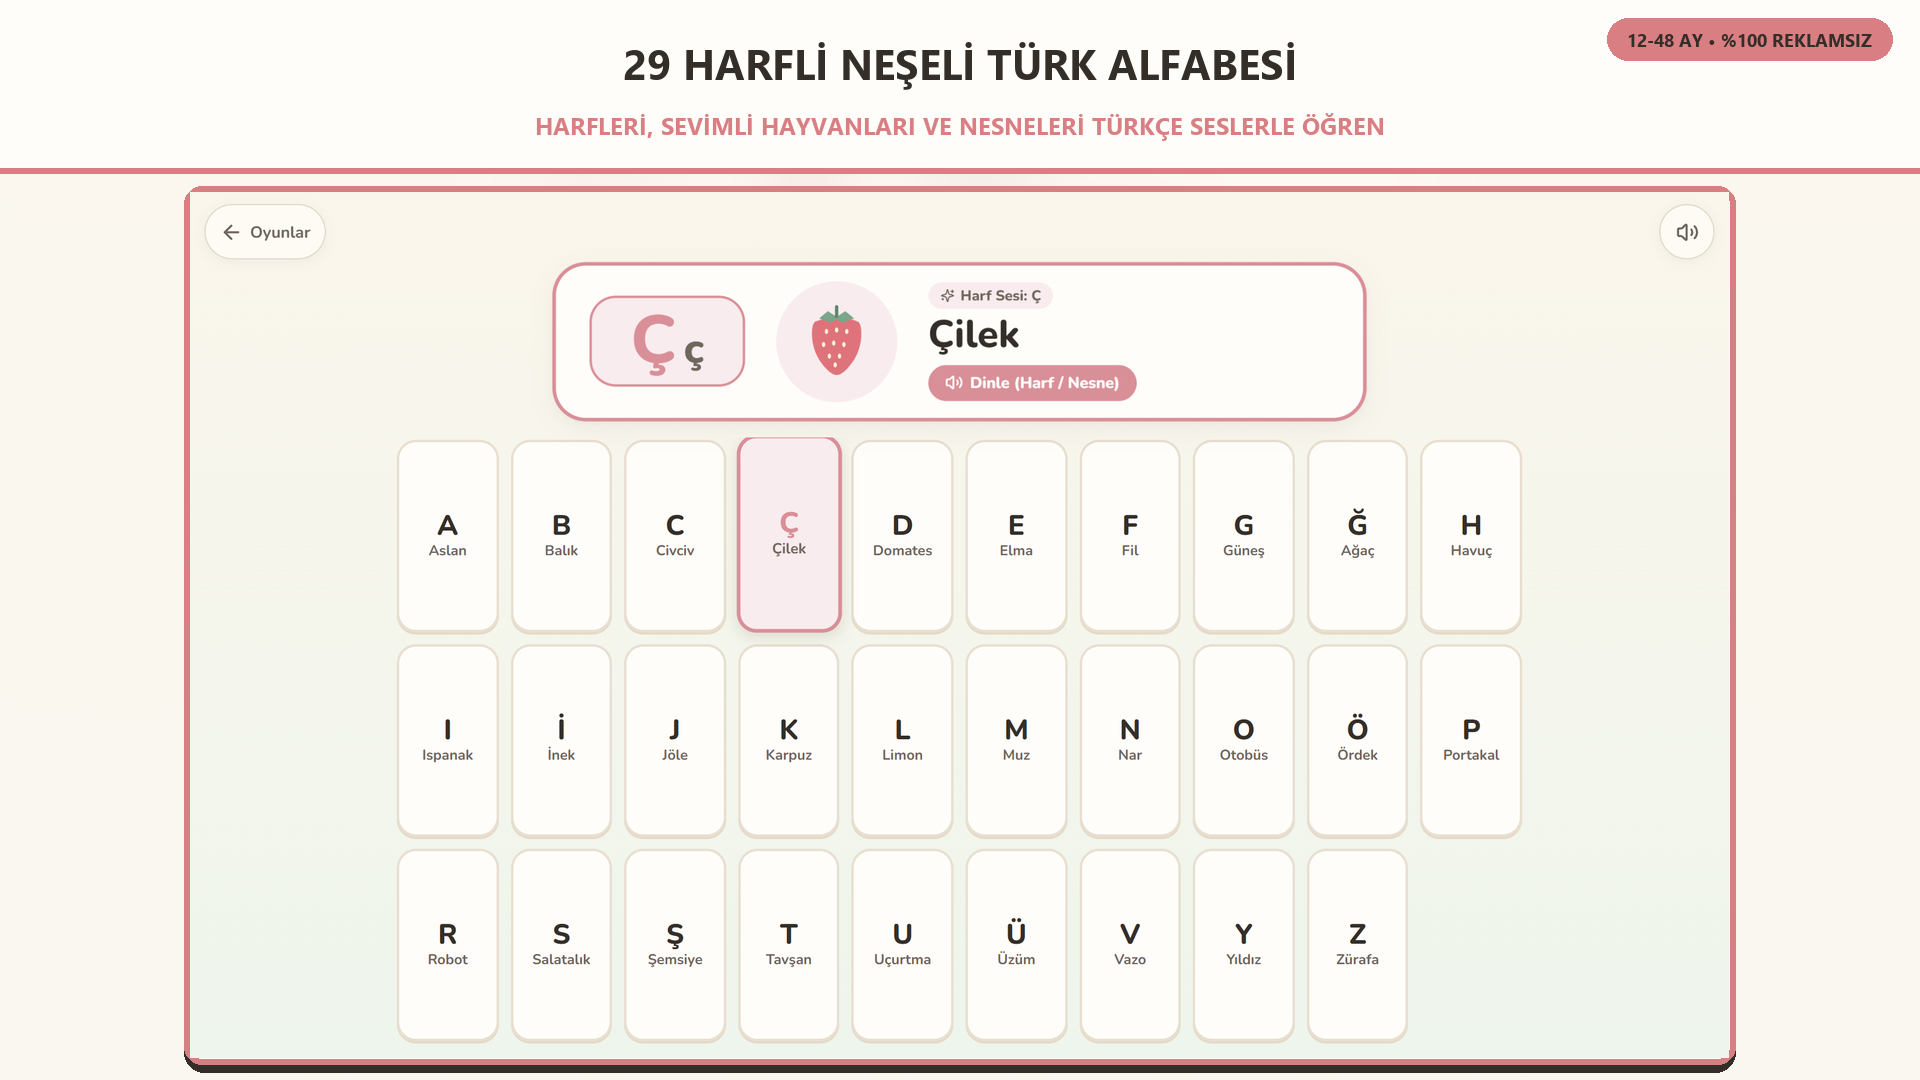 29 HARFLİ NEŞELİ TÜRK ALFABESİ
12-48 AY • %100 REKLAMSIZ
HARFLERİ, SEVİMLİ HAYVANLARI VE NESNELERİ TÜRKÇE SESLERLE ÖĞREN
Oyunlar
Ç ç
Harf Sesi: Ç
Çilek
Dinle (Harf / Nesne)
A B C Ç D E F G Ğ H
Aslan Balık Civciv Çilek Domates Elma Fil Güneş Ağaç Havuç
I İ J K L M N O Ö P
Ispanak İnek Jöle Karpuz Limon Muz Nar Otobüs Ördek Portakal
R S Ş T U Ü V Y Z
Robot Salatalık Şemsiye Tavşan Uçurtma Üzüm Vazo Yıldız Zürafa